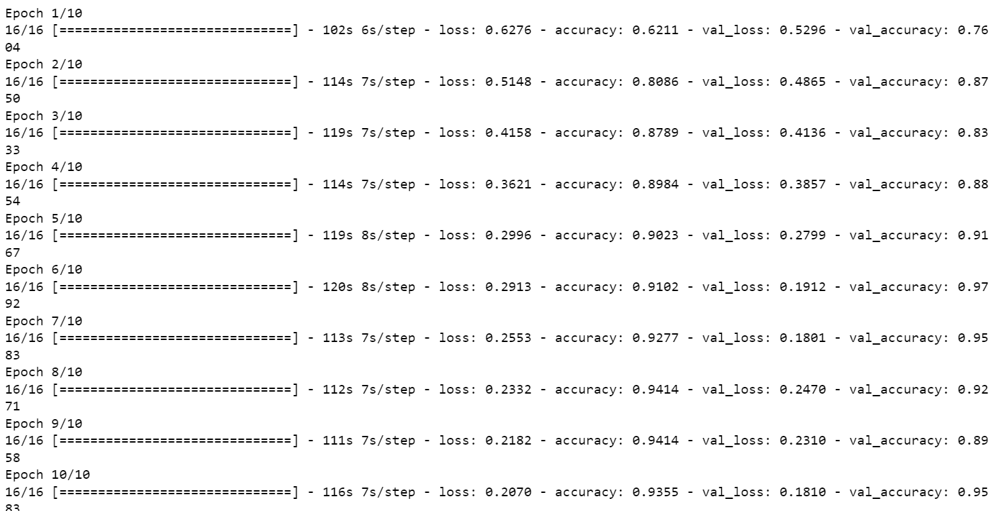 Epoch 1/10
16/16 [==============================] - 102s 6s/step - loss: 0.6276 - accuracy: 0.6211 - val_loss: 0.5296 - val_accuracy: 0.76
04
Epoch 2/10
16/16 [==============================] - 114s 7s/step - loss: 0.5148 - accuracy: 0.8086 - val_loss: 0.4865 - val_accuracy: 0.87
50
Epoch 3/10
16/16 [==============================] - 119s 7s/step - loss: 0.4158 - accuracy: 0.8789 - val_loss: 0.4136 - val_accuracy: 0.83
33
Epoch 4/10
16/16 [==============================] - 114s 7s/step - loss: 0.3621 - accuracy: 0.8984 - val_loss: 0.3857 - val_accuracy: 0.88
54
Epoch 5/10
16/16 [==============================] - 119s 8s/step - loss: 0.2996 - accuracy: 0.9023 - val_loss: 0.2799 - val_accuracy: 0.91
67
Epoch 6/10
16/16 [==============================] - 120s 8s/step - loss: 0.2913 - accuracy: 0.9102 - val_loss: 0.1912 - val_accuracy: 0.97
92
Epoch 7/10
16/16 [==============================] - 113s 7s/step - loss: 0.2553 - accuracy: 0.9277 - val_loss: 0.1801 - val_accuracy: 0.95
83
Epoch 8/10
16/16 [==============================] - 112s 7s/step - loss: 0.2332 - accuracy: 0.9414 - val_loss: 0.2470 - val_accuracy: 0.92
71
Epoch 9/10
16/16 [==============================] - 111s 7s/step - loss: 0.2182 - accuracy: 0.9414 - val_loss: 0.2310 - val_accuracy: 0.89
58
Epoch 10/10
16/16 [==============================] - 116s 7s/step - loss: 0.2070 - accuracy: 0.9355 - val_loss: 0.1810 - val_accuracy: 0.95
83